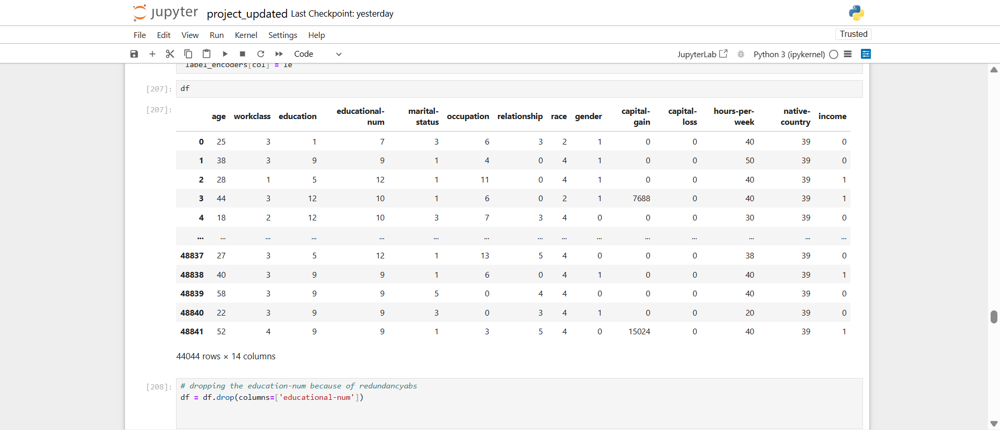 jupyter project_updated Last Checkpoint: yesterday
File Edit View Run Kernel Settings Help Trusted
Code JupyterLab Python 3 (ipykernel)
label_encoders[col] = le
[207]: df
[207]:
age workclass education educational-num marital-status occupation relationship race gender capital-gain capital-loss hours-per-week native-country income
0 25 3 1 7 3 6 3 2 1 0 0 40 39 0
1 38 3 9 9 1 4 0 4 1 0 0 50 39 0
2 28 1 5 12 1 11 0 4 1 0 0 40 39 1
3 44 3 12 10 1 6 0 2 1 7688 0 40 39 1
4 18 2 12 10 3 7 3 4 0 0 0 30 39 0
... ... ... ... ... ... ... ... ... ... ... ... ... ... ...
48837 27 3 5 12 1 13 5 4 0 0 0 38 39 0
48838 40 3 9 9 1 6 0 4 1 0 0 40 39 1
48839 58 3 9 9 5 0 4 4 0 0 0 40 39 0
48840 22 3 9 9 3 0 3 4 1 0 0 20 39 0
48841 52 4 9 9 1 3 5 4 0 15024 0 40 39 1
44044 rows × 14 columns
[208]: # dropping the education-num because of redundancyabs
df = df.drop(columns=['educational-num'])